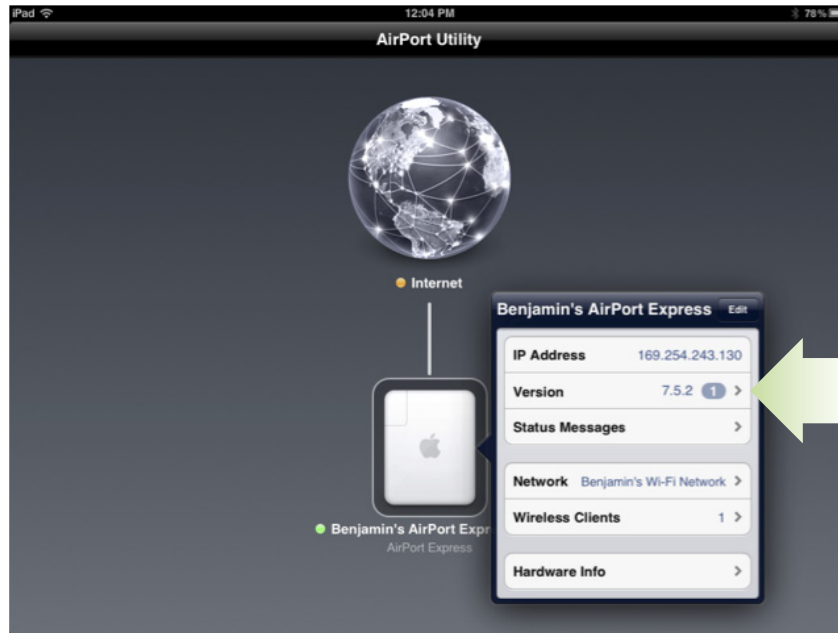 iPad 12:04 PM 78%
AirPort Utility
Internet
Benjamin's AirPort Express Edit
IP Address 169.254.243.130
Version 7.5.2 1
Status Messages
Network Benjamin's Wi-Fi Network
Wireless Clients 1
Hardware Info
Benjamin's AirPort Expr
AirPort Express